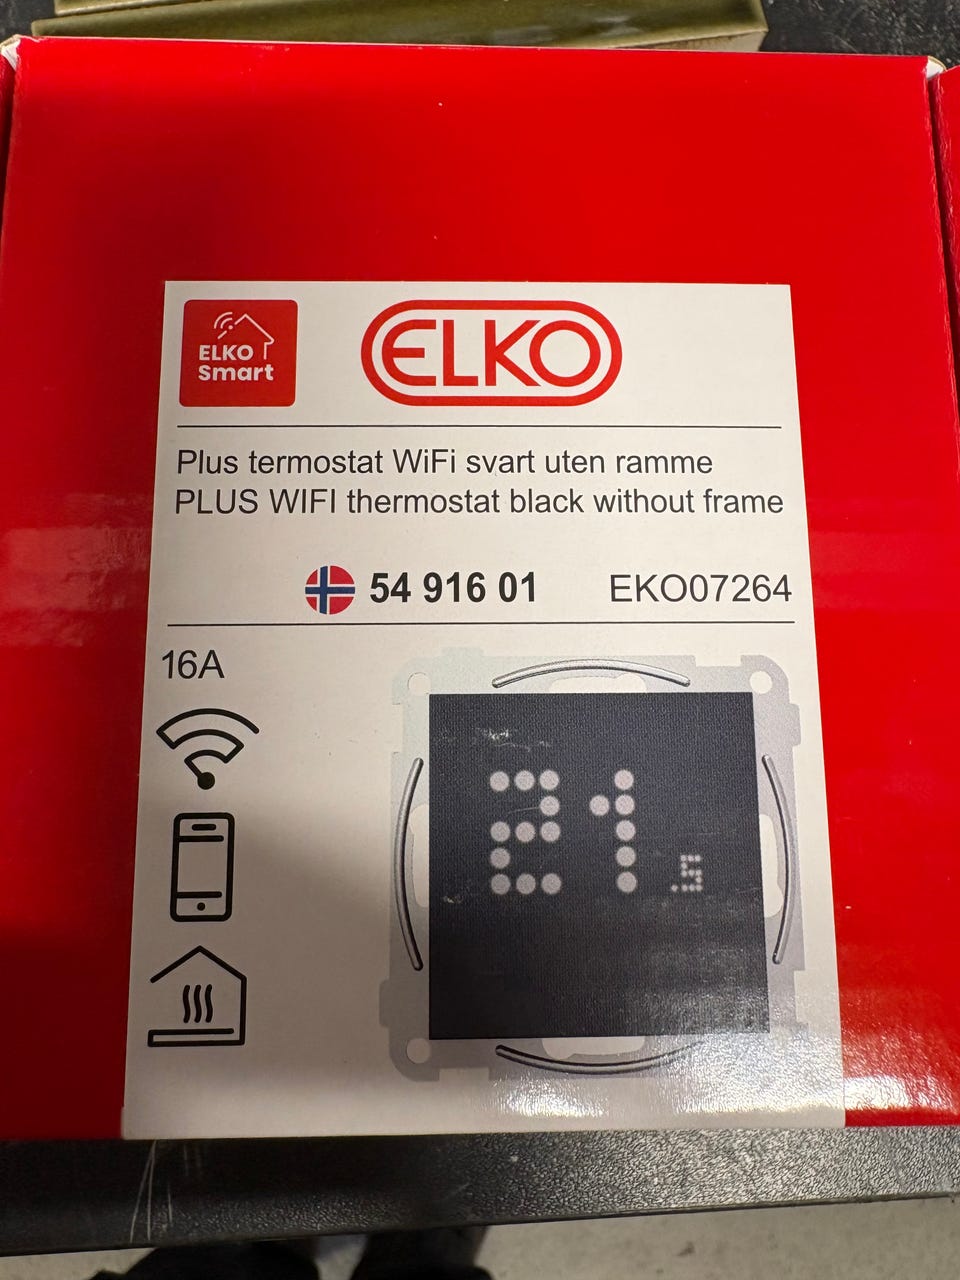 ELKO
Smart
ELKO
Plus termostat WiFi svart uten ramme
PLUS WIFI thermostat black without frame
54 916 01 EKO07264
16A
21.5